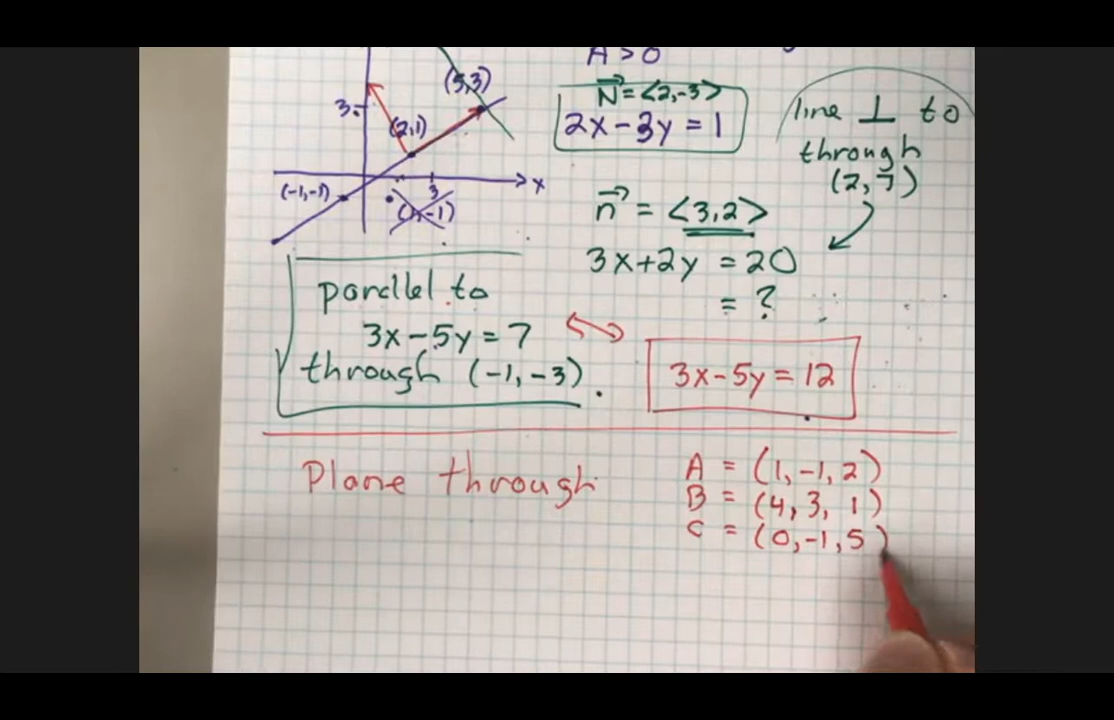 A > 0
(5,3)
N = <2,-3>
2x - 3y = 1
3
(2,1)
line ⊥ to
through
(2,7)
x
(-1,-1)
3
n = <3,2>
3x+2y = 20
= ?
parallel to
3x - 5y = 7
through (-1, -3).
3x - 5y = 12
Plane through
A = (1, -1, 2)
B = (4, 3, 1)
C = (0, -1, 5)